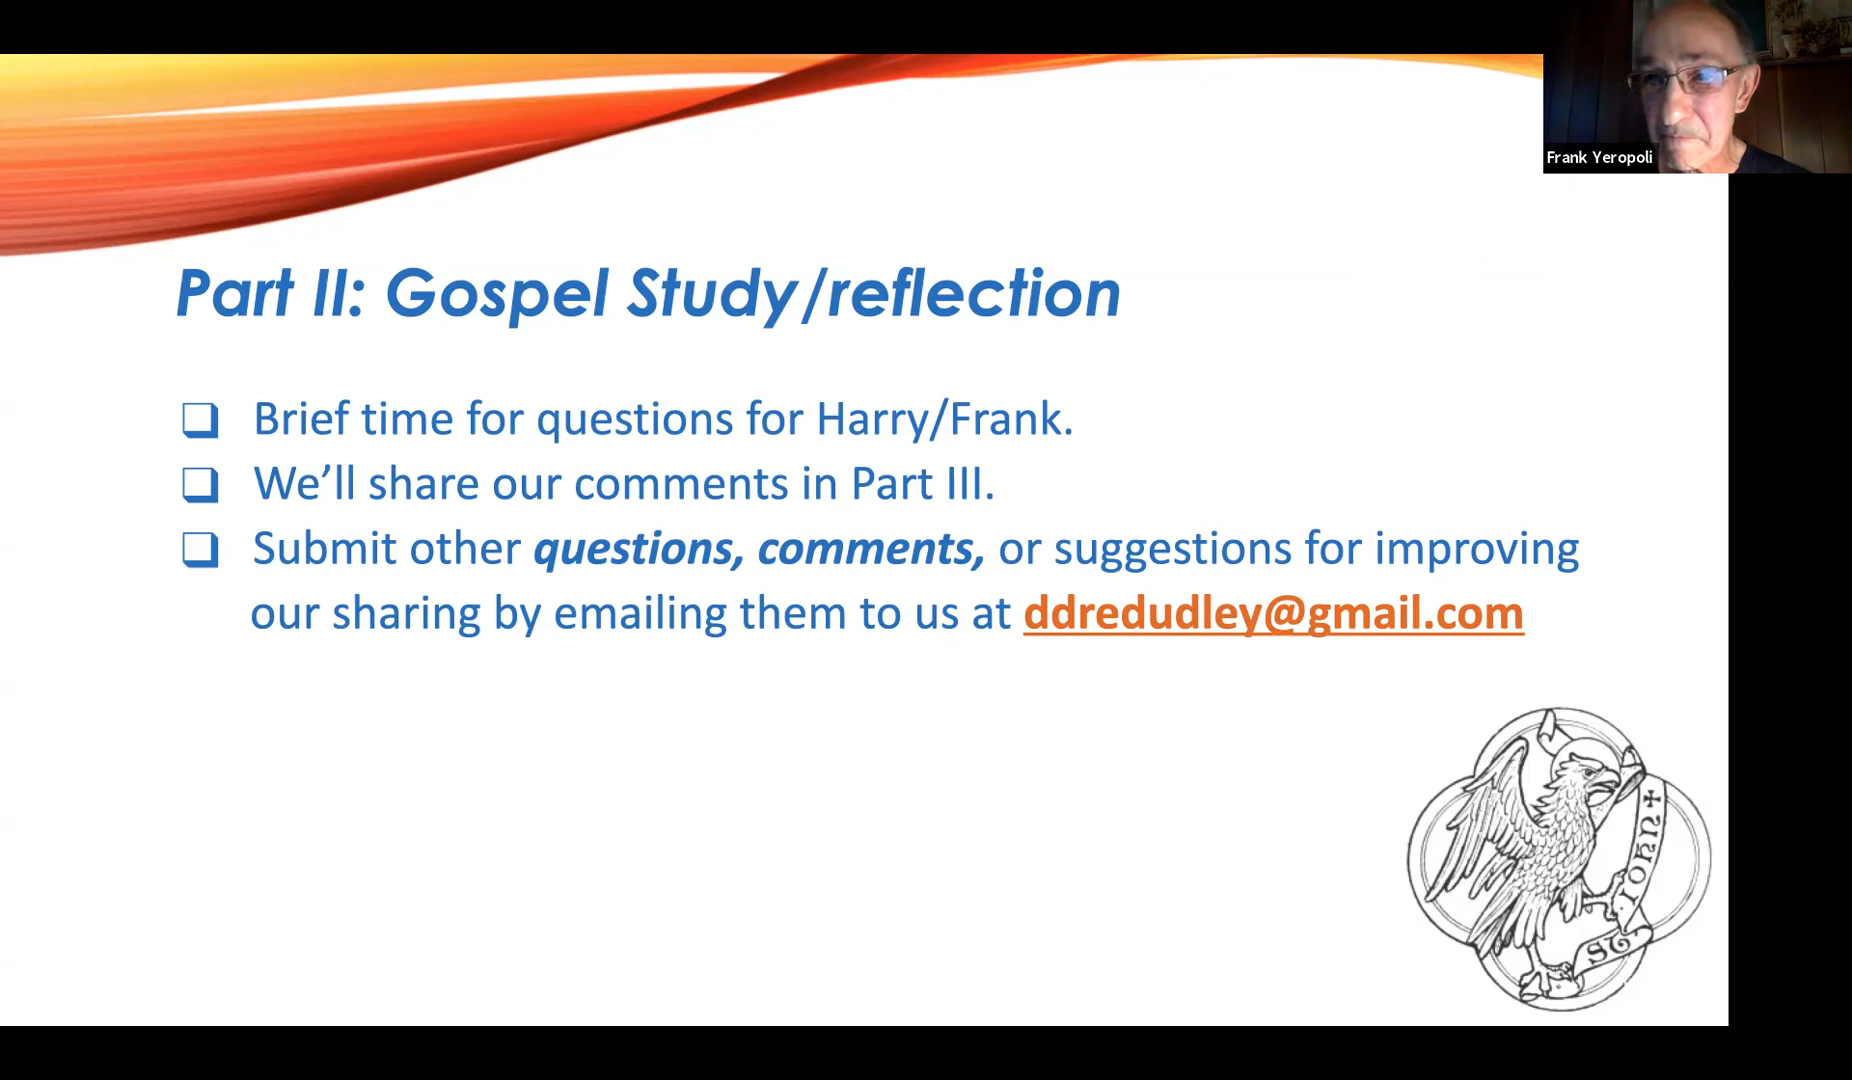 Frank Yeropoli
Part II: Gospel Study/reflection
Brief time for questions for Harry/Frank.
We’ll share our comments in Part III.
Submit other questions, comments, or suggestions for improving
our sharing by emailing them to us at ddredudley@gmail.com